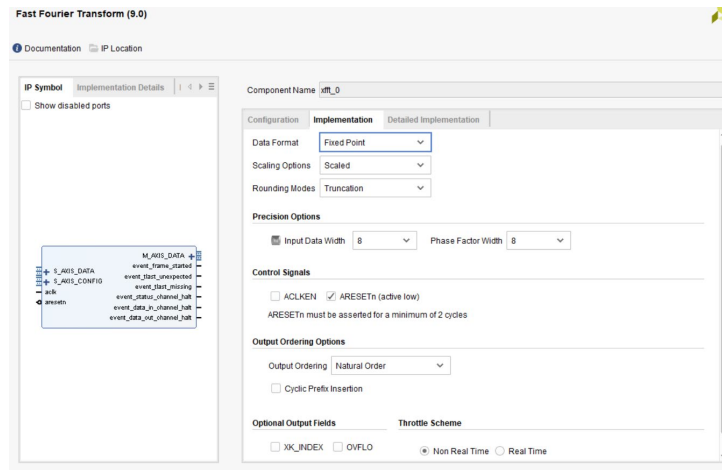 Fast Fourier Transform (9.0)
Documentation IP Location
IP Symbol Implementation Details
Show disabled ports
S_AXIS_DATA
S_AXIS_CONFIG
aclk
aresetn
M_AXIS_DATA
event_frame_started
event_tlast_unexpected
event_tlast_missing
event_status_channel_halt
event_data_in_channel_halt
event_data_out_channel_halt
Component Name xfft_0
Configuration Implementation Detailed Implementation
Data Format Fixed Point
Scaling Options Scaled
Rounding Modes Truncation
Precision Options
Input Data Width 8 Phase Factor Width 8
Control Signals
ACLKEN ARESETn (active low)
ARESETn must be asserted for a minimum of 2 cycles
Output Ordering Options
Output Ordering Natural Order
Cyclic Prefix Insertion
Optional Output Fields Throttle Scheme
XK_INDEX OVFLO Non Real Time Real Time